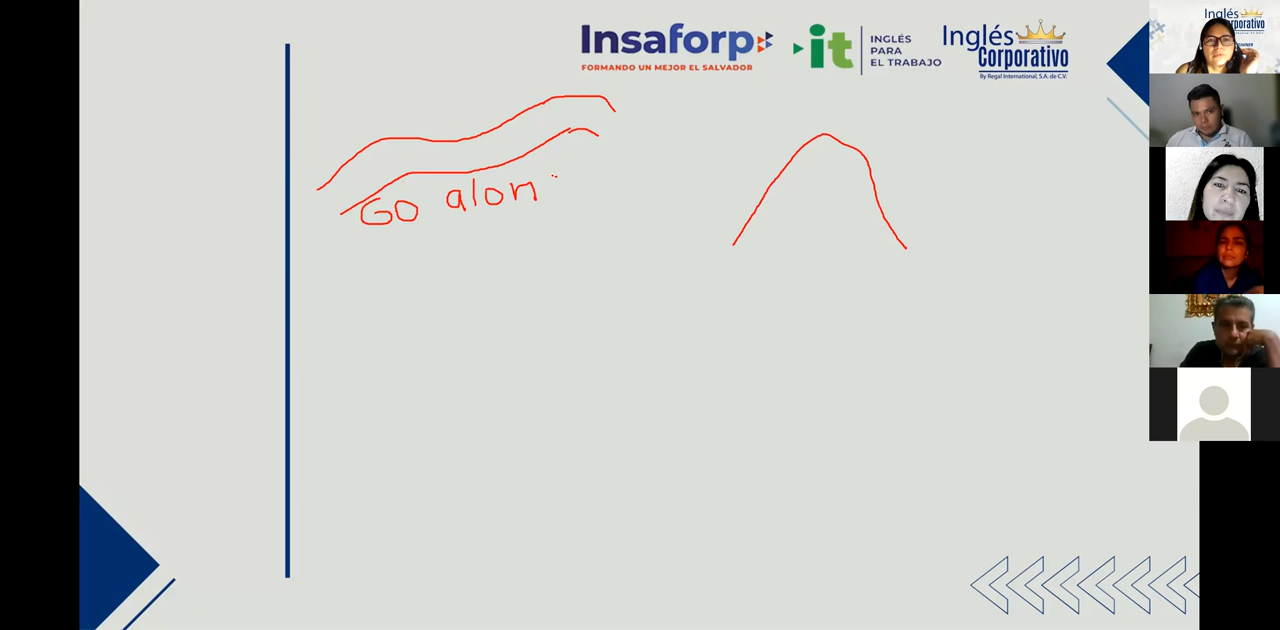 Insaforp
FORMANDO UN MEJOR EL SALVADOR
it
INGLÉS
PARA
EL TRABAJO
Inglés
Corporativo
By Regal International, S.A. de C.V.
GO alon
Inglés